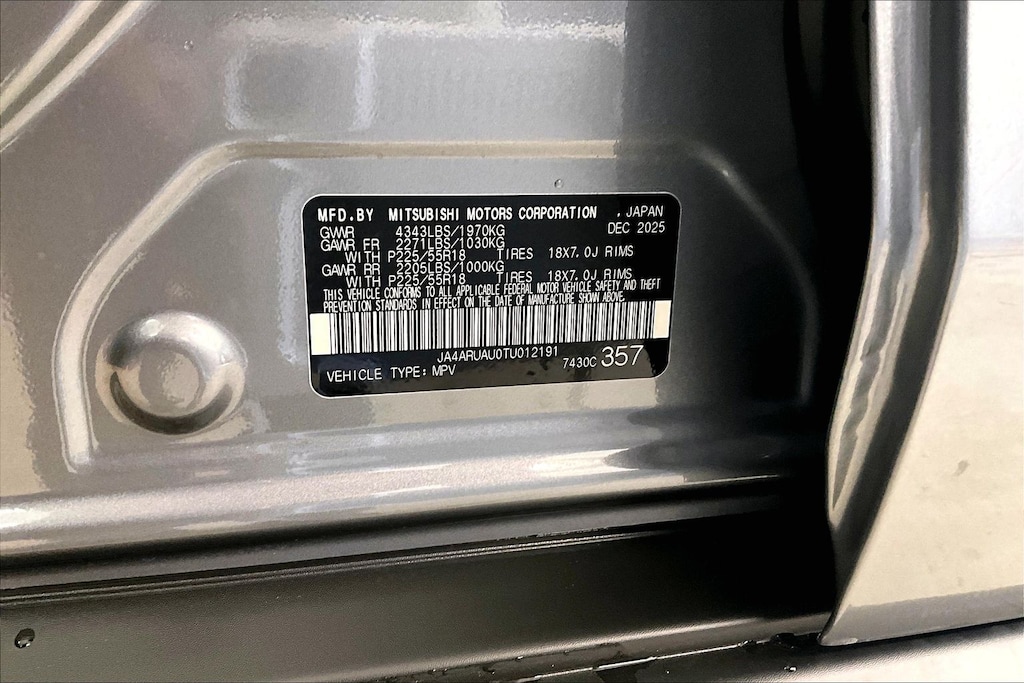 MFD.BY MITSUBISHI MOTORS CORPORATION , JAPAN
GVWR 4343LBS/1970KG DEC 2025
GAWR FR 2271LBS/1030KG
WITH P225/55R18 TIRES 18X7.0J RIMS
GAWR RR 2205LBS/1000KG
WITH P225/55R18 TIRES 18X7.0J RIMS
THIS VEHICLE CONFORMS TO ALL APPLICABLE FEDERAL MOTOR VEHICLE SAFETY AND THEFT
PREVENTION STANDARDS IN EFFECT ON THE DATE OF MANUFACTURE SHOWN ABOVE.
JA4ARUAU0TU012191
VEHICLE TYPE: MPV 7430C 357